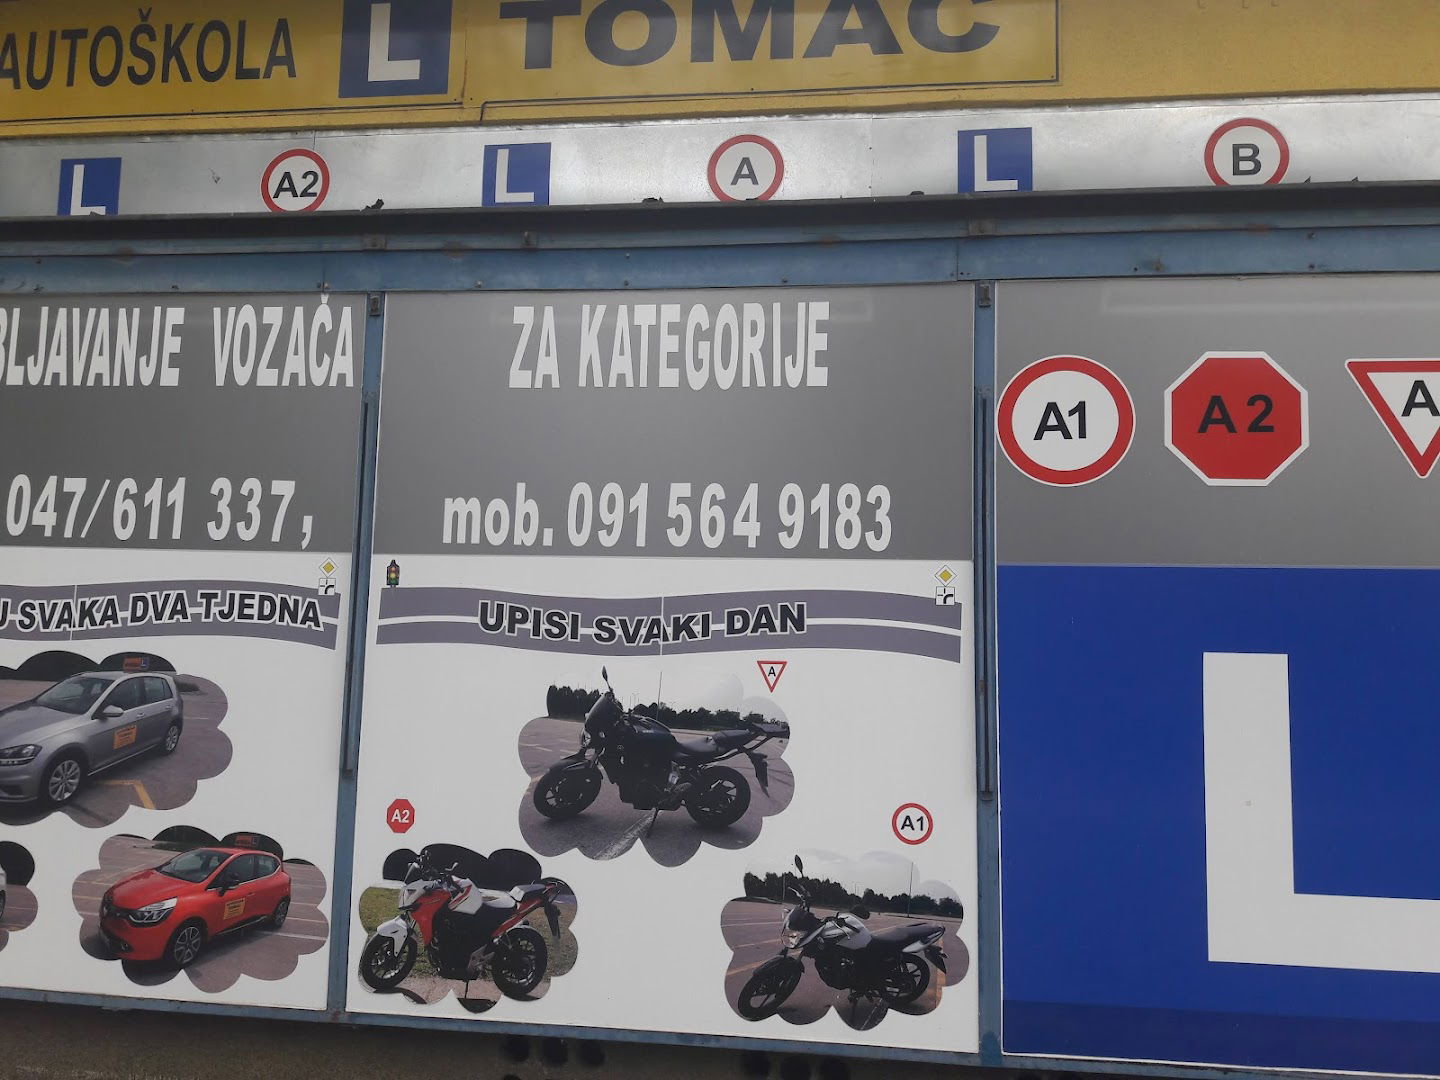 AUTOŠKOLA L TOMAC
L A2 L A L B
BLJAVANJE VOZAČA
047/611 337,
U SVAKA DVA TJEDNA
ZA KATEGORIJE
mob. 091 564 9183
UPISI SVAKI DAN
A
A2
A1
A1 A2 A
L